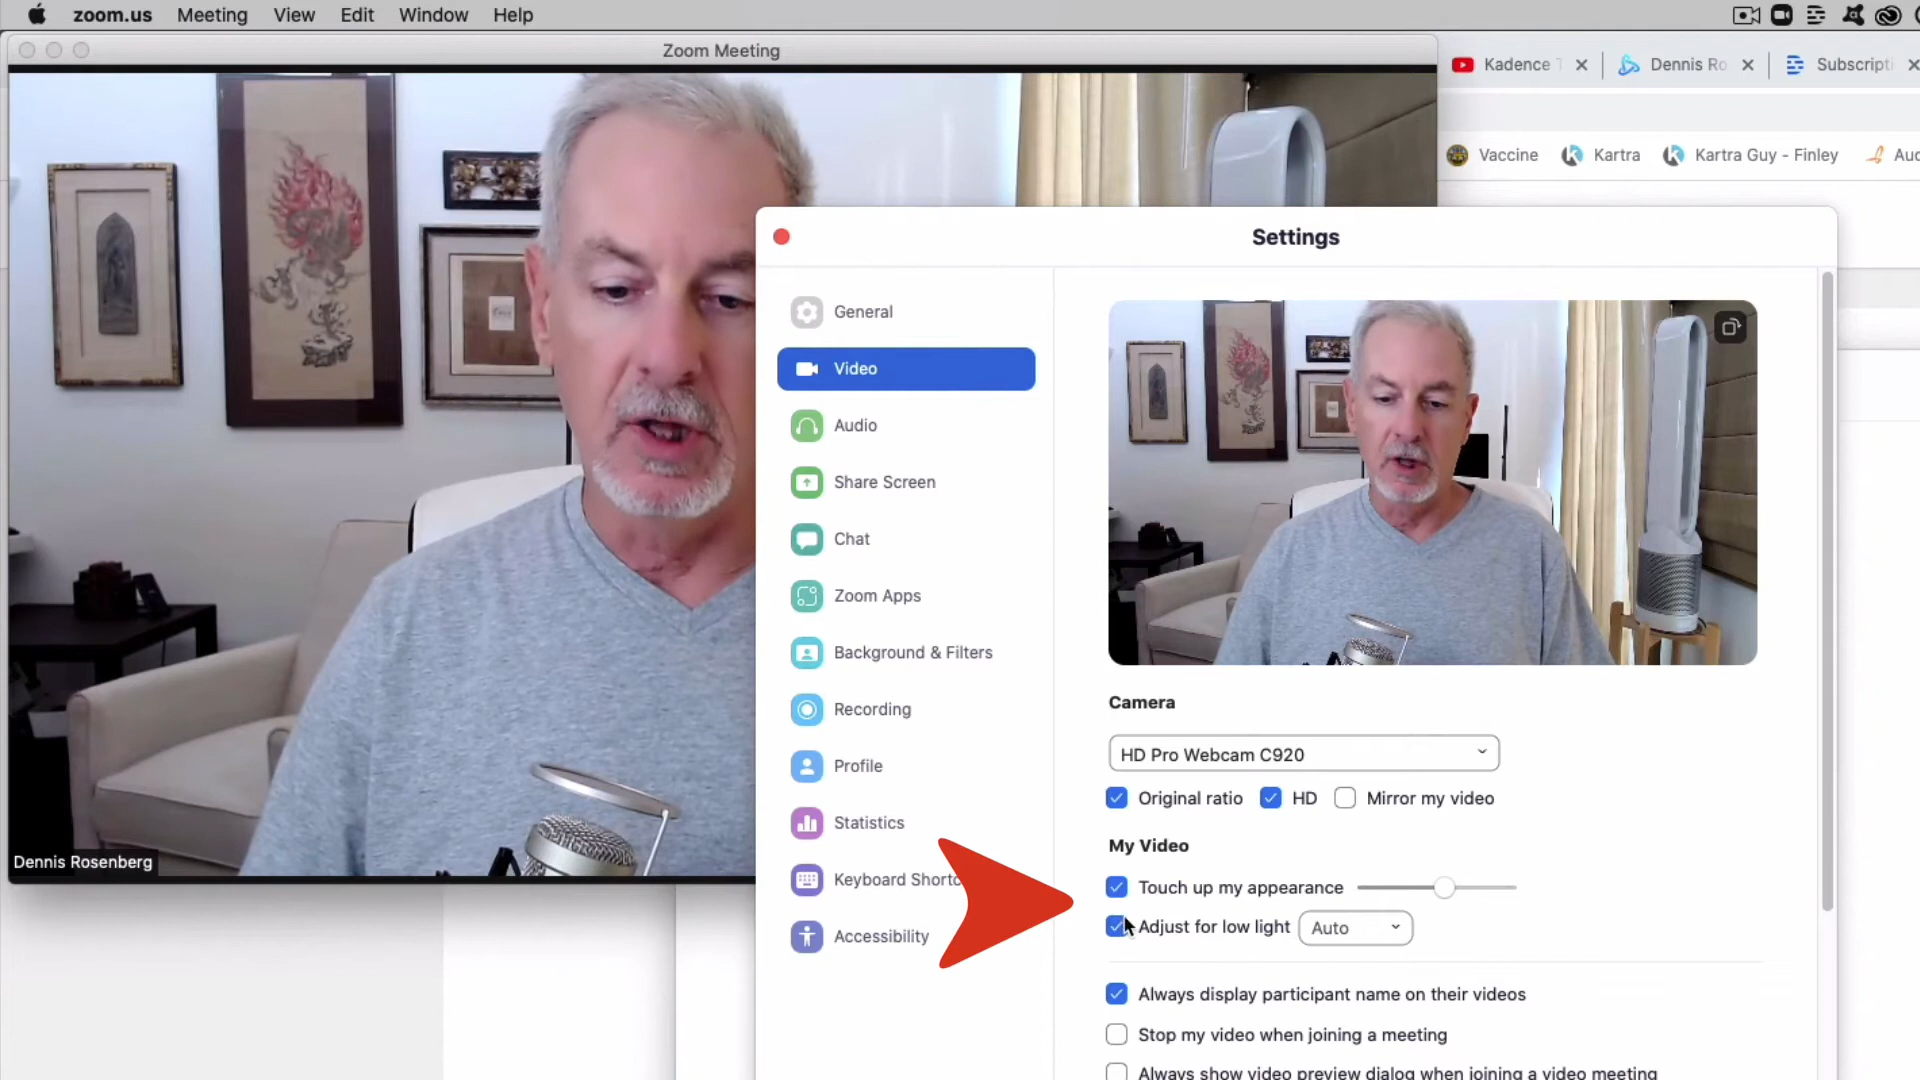 zoom.us Meeting View Edit Window Help
Zoom Meeting
Kadence
Dennis Ro
Subscripti
Vaccine
Kartra
Kartra Guy - Finley
Settings
General
Video
Audio
Share Screen
Chat
Zoom Apps
Background & Filters
Recording
Profile
Statistics
Keyboard Shortc
Accessibility
Camera
HD Pro Webcam C920
Original ratio HD Mirror my video
My Video
Touch up my appearance
Adjust for low light Auto
Always display participant name on their videos
Stop my video when joining a meeting
Always show video preview dialog when joining a video meeting
Dennis Rosenberg